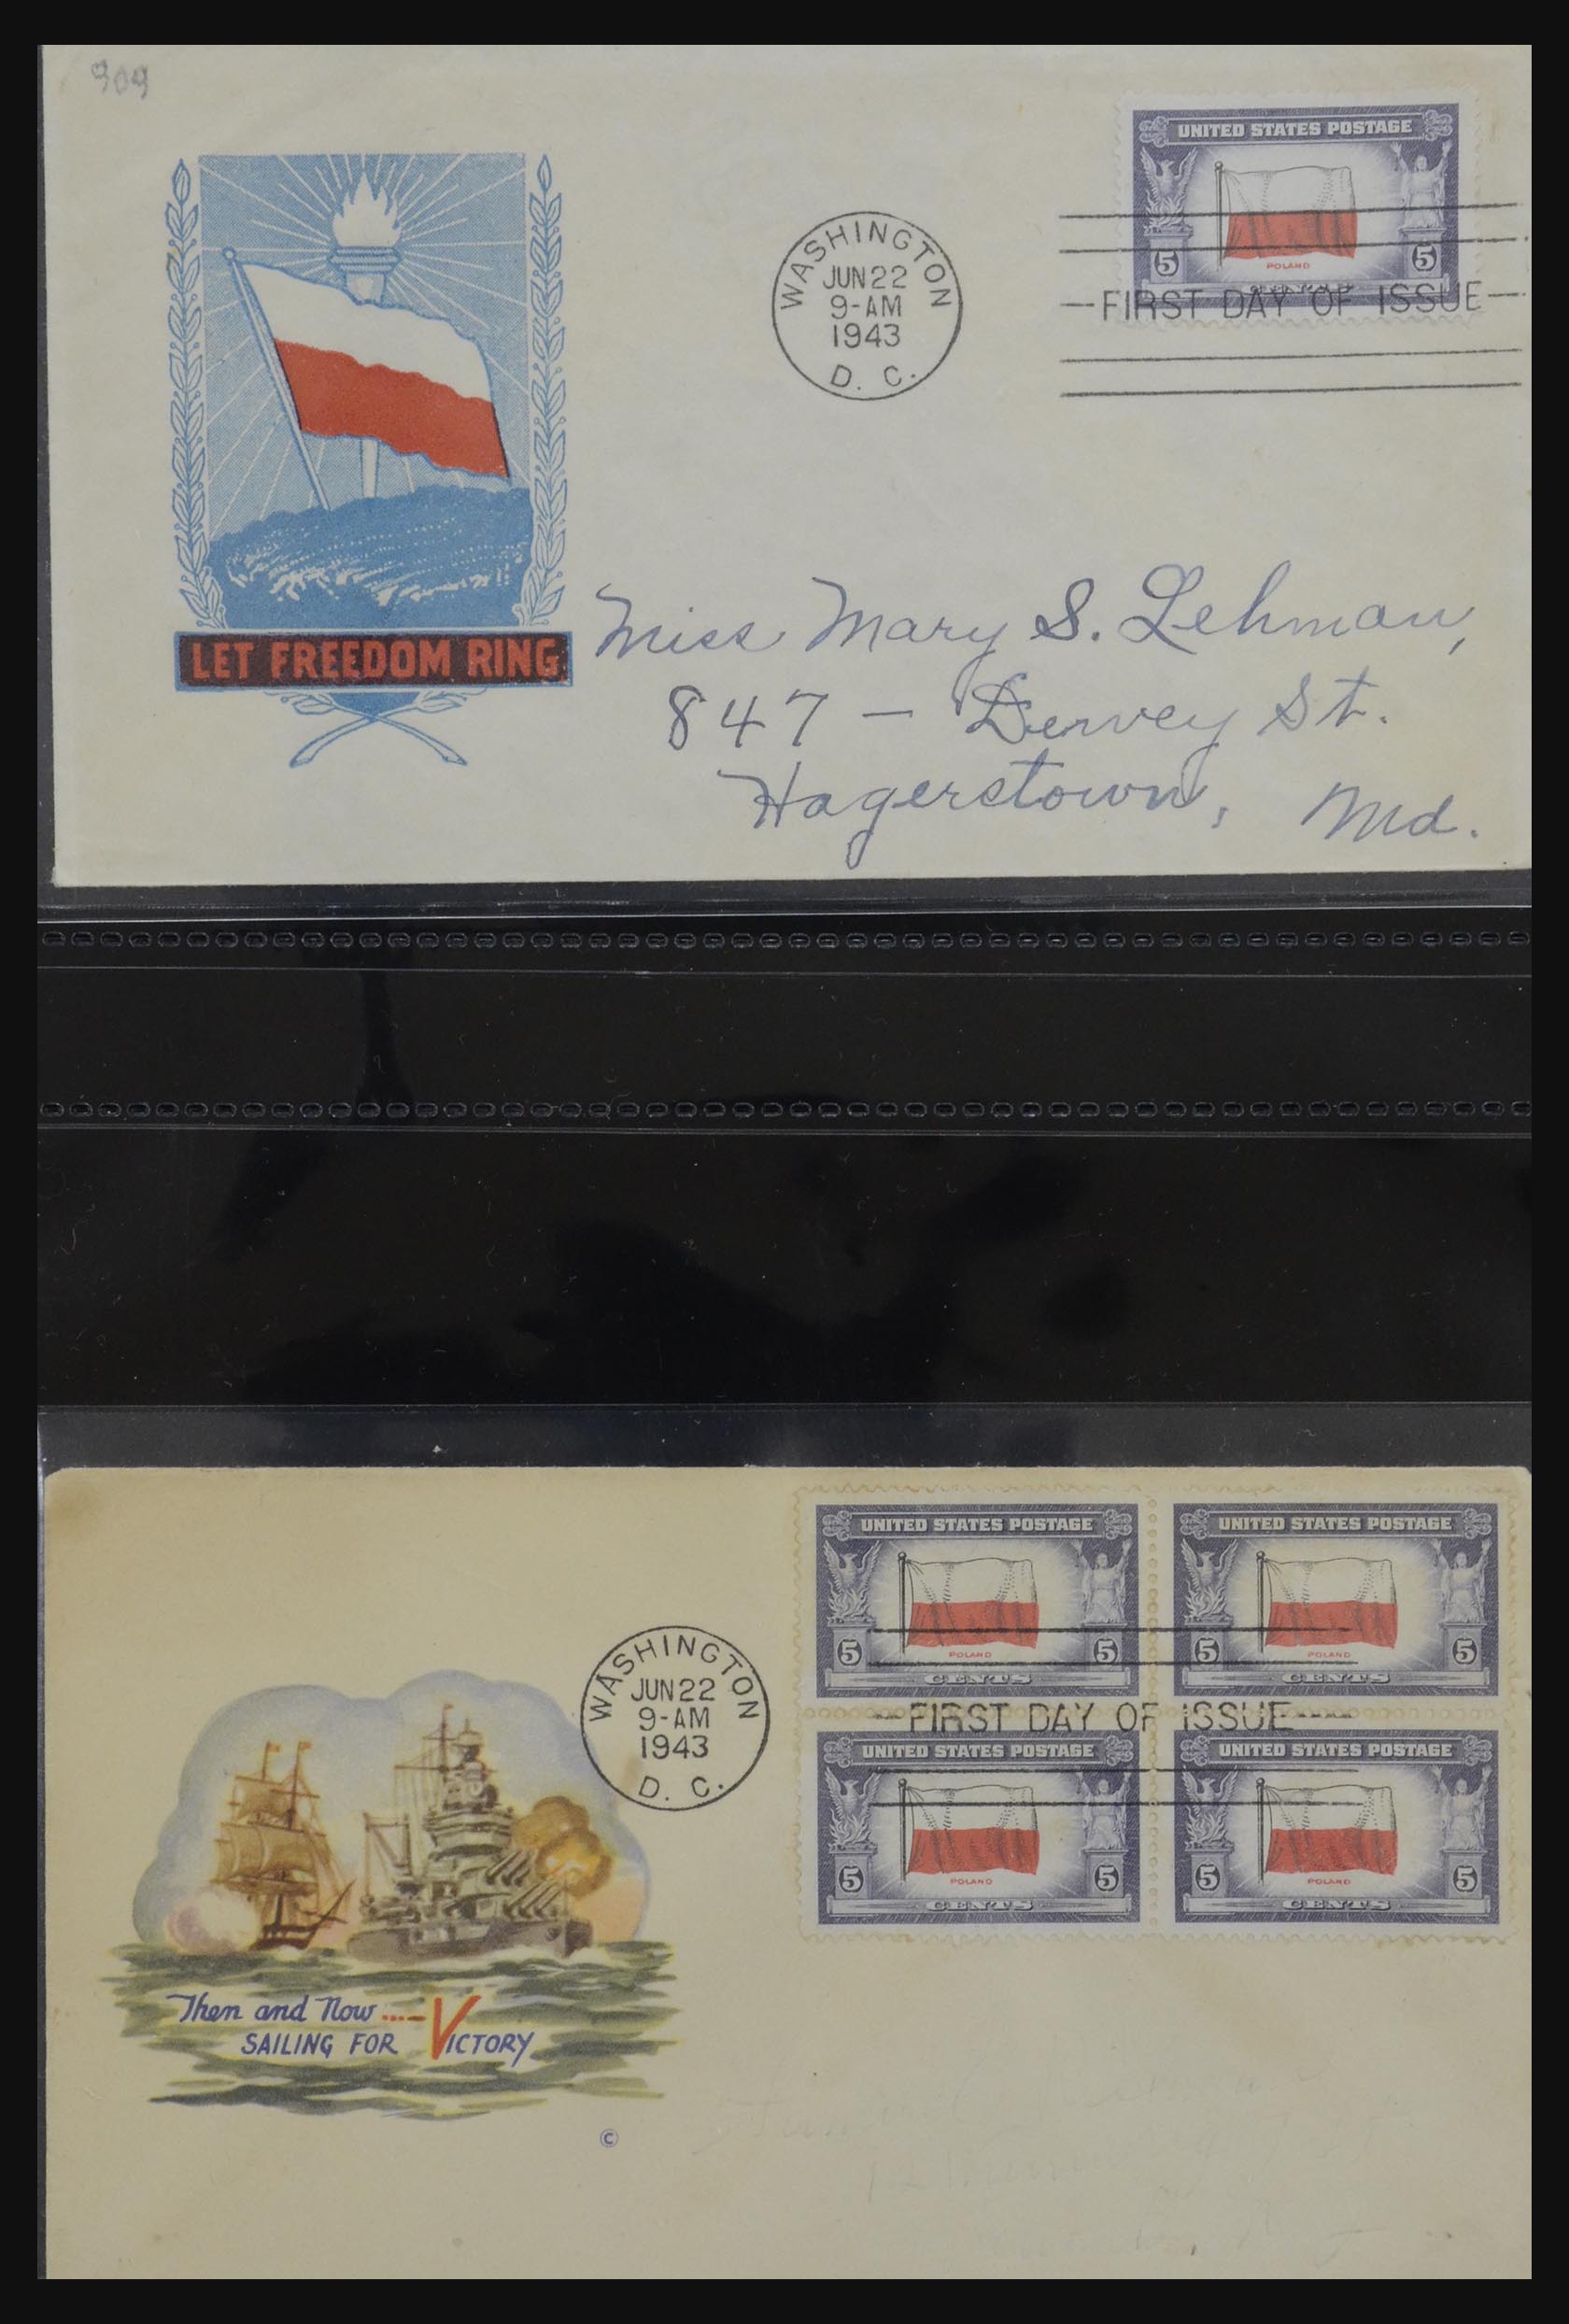 909
UNITED STATES POSTAGE
POLAND
5 5
WASHINGTON
JUN 22
9-AM
1943
D. C.
FIRST DAY OF ISSUE
LET FREEDOM RING
Miss Mary S. Lehman,
847 - Dewey St.
Hagerstown, Md.
UNITED STATES POSTAGE UNITED STATES POSTAGE
POLAND POLAND
5 5 5 5
CENTS CENTS
WASHINGTON
JUN 22
9-AM
1943
D. C.
-FIRST DAY OF ISSUE-
UNITED STATES POSTAGE UNITED STATES POSTAGE
POLAND POLAND
5 5 5 5
CENTS CENTS
Then and Now ....-
SAILING FOR VICTORY
©